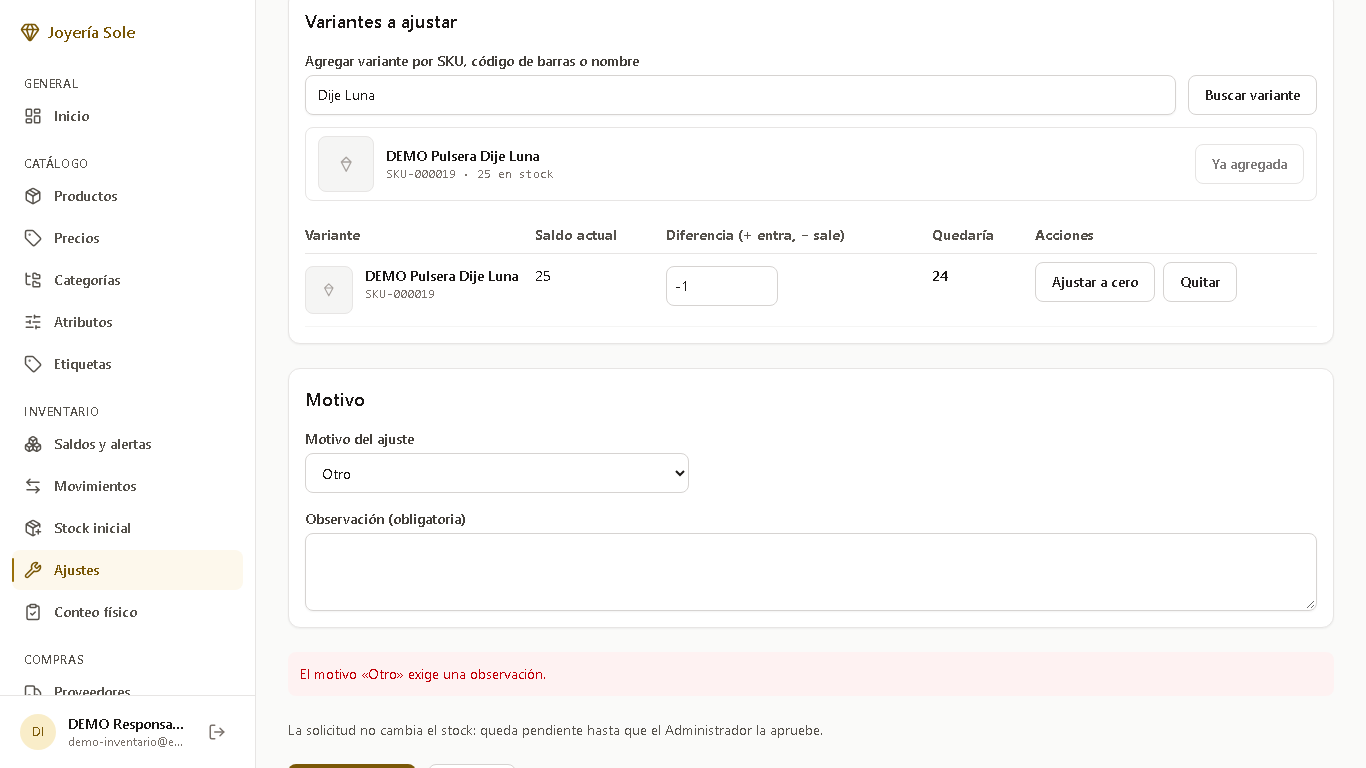 Joyería Sole
GENERAL
Inicio
CATÁLOGO
Productos
Precios
Categorías
Atributos
Etiquetas
INVENTARIO
Saldos y alertas
Movimientos
Stock inicial
Ajustes
Conteo físico
COMPRAS
Proveedores
DI
DEMO Responsa...
demo-inventario@e...
Variantes a ajustar
Agregar variante por SKU, código de barras o nombre
Dije Luna
Buscar variante
DEMO Pulsera Dije Luna
SKU-000019 · 25 en stock
Ya agregada
Variante Saldo actual Diferencia (+ entra, − sale) Quedaría Acciones
DEMO Pulsera Dije Luna 25 -1 24 Ajustar a cero Quitar
SKU-000019
Motivo
Motivo del ajuste
Otro
Observación (obligatoria)
El motivo «Otro» exige una observación.
La solicitud no cambia el stock: queda pendiente hasta que el Administrador la apruebe.